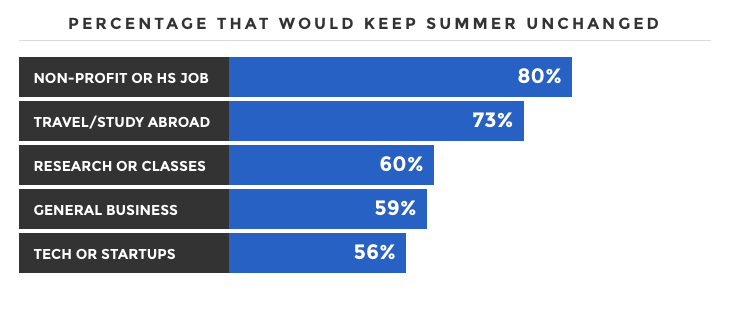 PERCENTAGE THAT WOULD KEEP SUMMER UNCHANGED
NON-PROFIT OR HS JOB 80%
TRAVEL/STUDY ABROAD 73%
RESEARCH OR CLASSES 60%
GENERAL BUSINESS 59%
TECH OR STARTUPS 56%